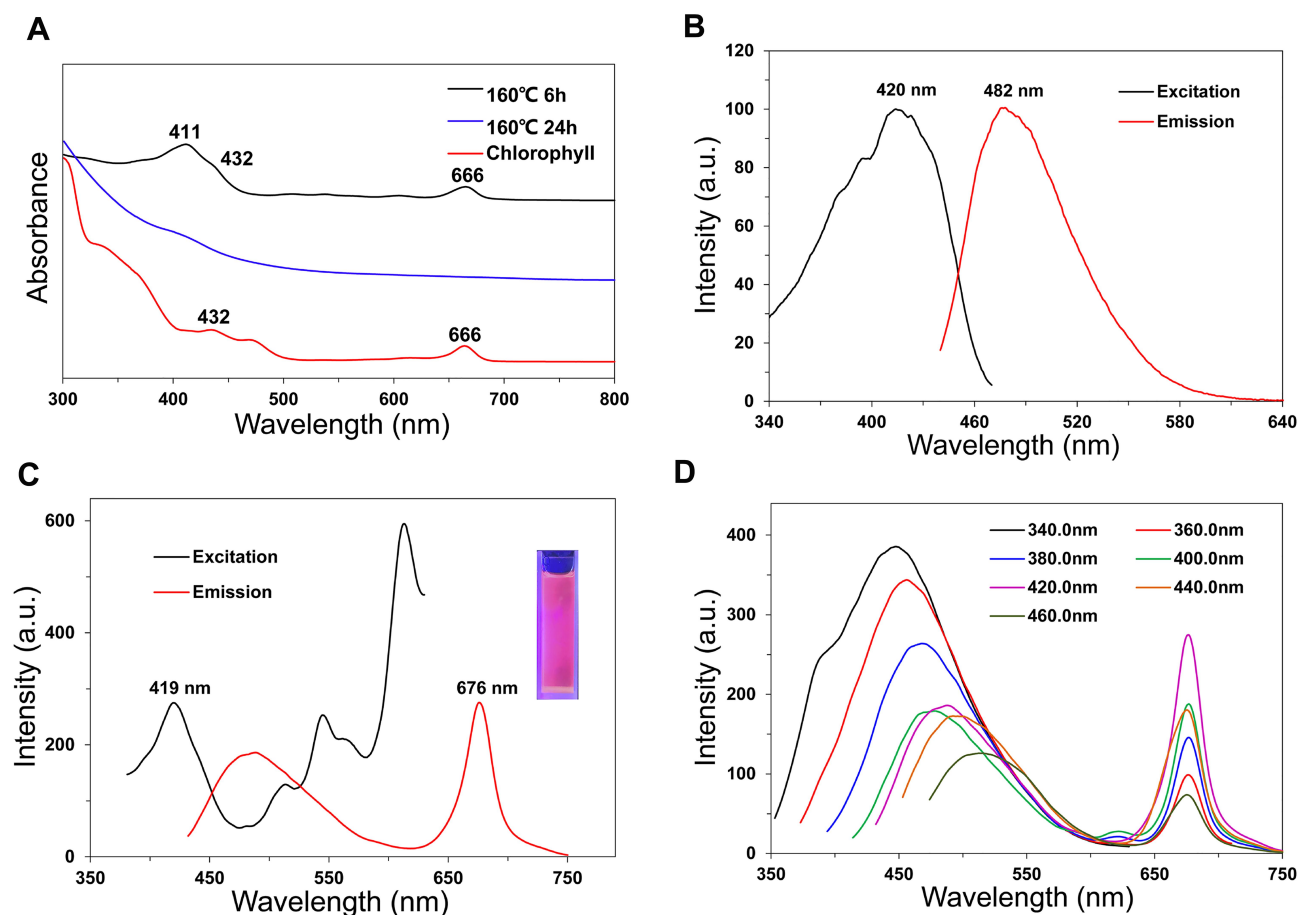 A
160℃ 6h
160℃ 24h
Chlorophyll
411
432
666
432
666
Absorbance
300 400 500 600 700 800
Wavelength (nm)
B
120
100
80
60
40
20
0
420 nm
482 nm
Excitation
Emission
Intensity (a.u.)
340 400 460 520 580 640
Wavelength (nm)
C
600
400
200
0
Excitation
Emission
419 nm
676 nm
Intensity (a.u.)
350 450 550 650 750
Wavelength (nm)
D
400
300
200
100
0
340.0nm 360.0nm
380.0nm 400.0nm
420.0nm 440.0nm
460.0nm
Intensity (a.u.)
350 450 550 650 750
Wavelength (nm)